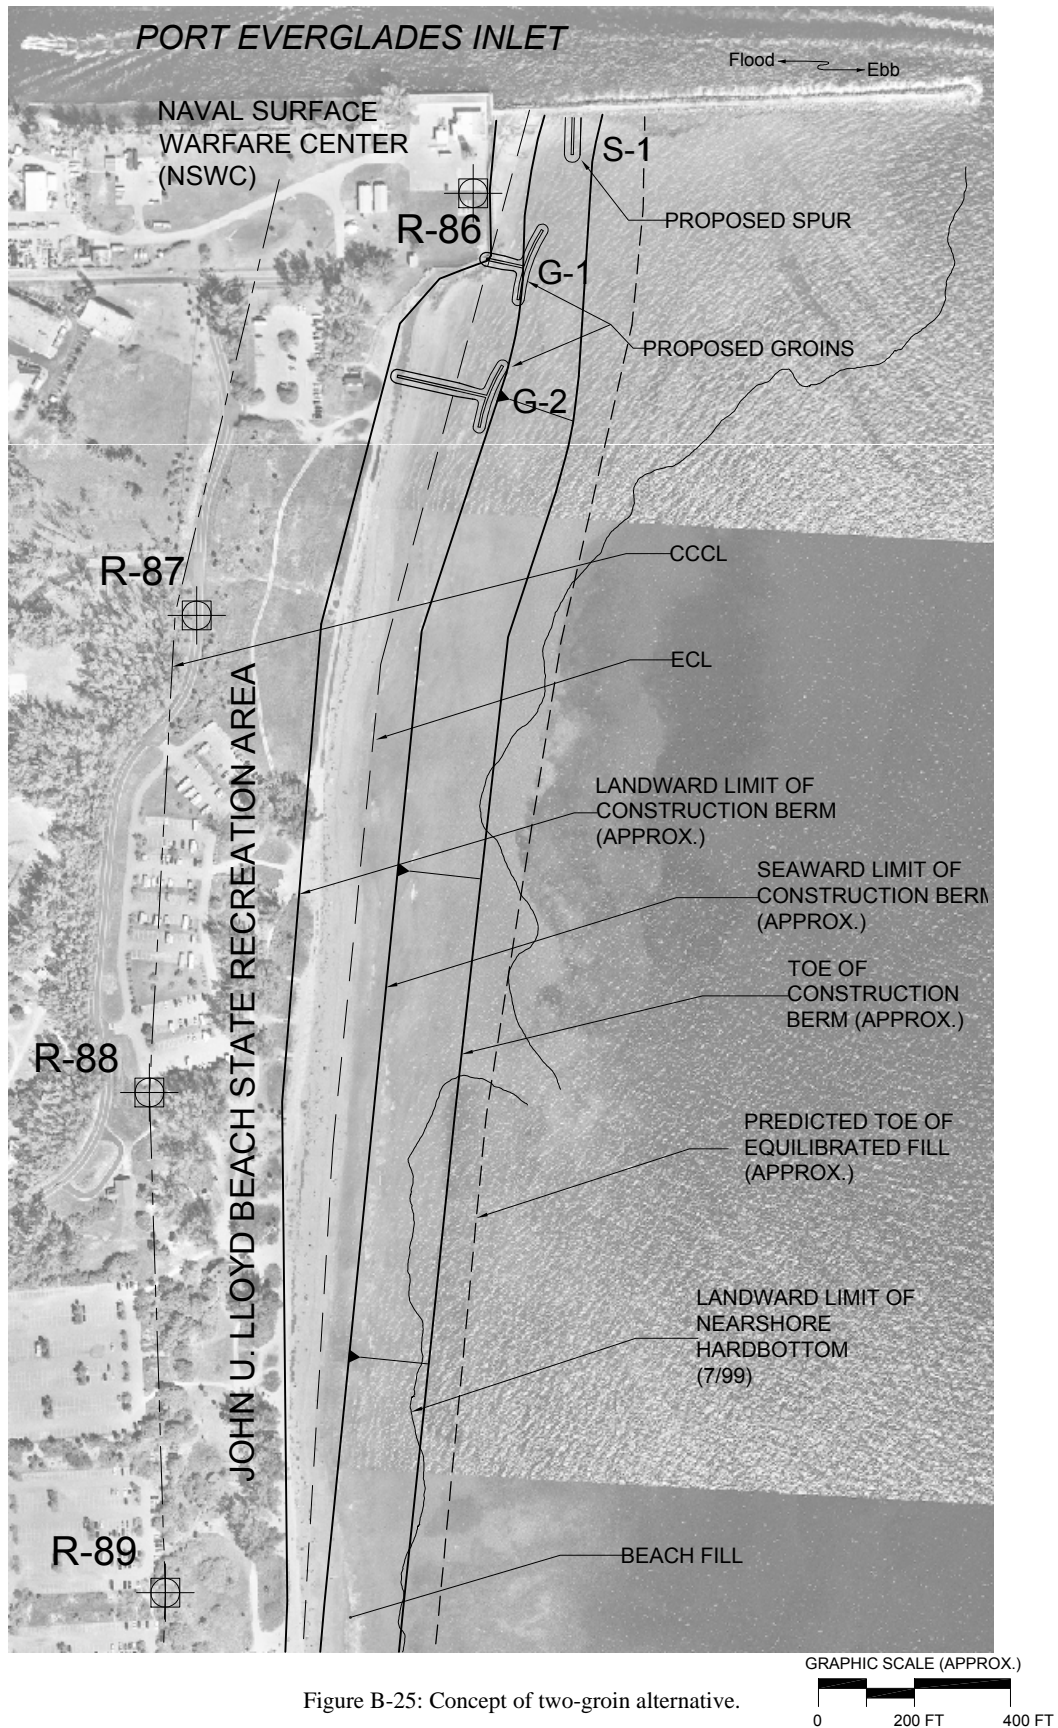 PORT EVERGLADES INLET
Flood
Ebb
NAVAL SURFACE
WARFARE CENTER
(NSWC)
S-1
R-86
PROPOSED SPUR
G-1
PROPOSED GROINS
G-2
CCCL
R-87
ECL
JOHN U. LLOYD BEACH STATE RECREATION AREA
LANDWARD LIMIT OF
CONSTRUCTION BERM
(APPROX.)
SEAWARD LIMIT OF
CONSTRUCTION BERM
(APPROX.)
TOE OF
CONSTRUCTION
BERM (APPROX.)
R-88
PREDICTED TOE OF
EQUILIBRATED FILL
(APPROX.)
LANDWARD LIMIT OF
NEARSHORE
HARDBOTTOM
(7/99)
R-89
BEACH FILL
GRAPHIC SCALE (APPROX.)
0 200 FT 400 FT
Figure B-25: Concept of two-groin alternative.